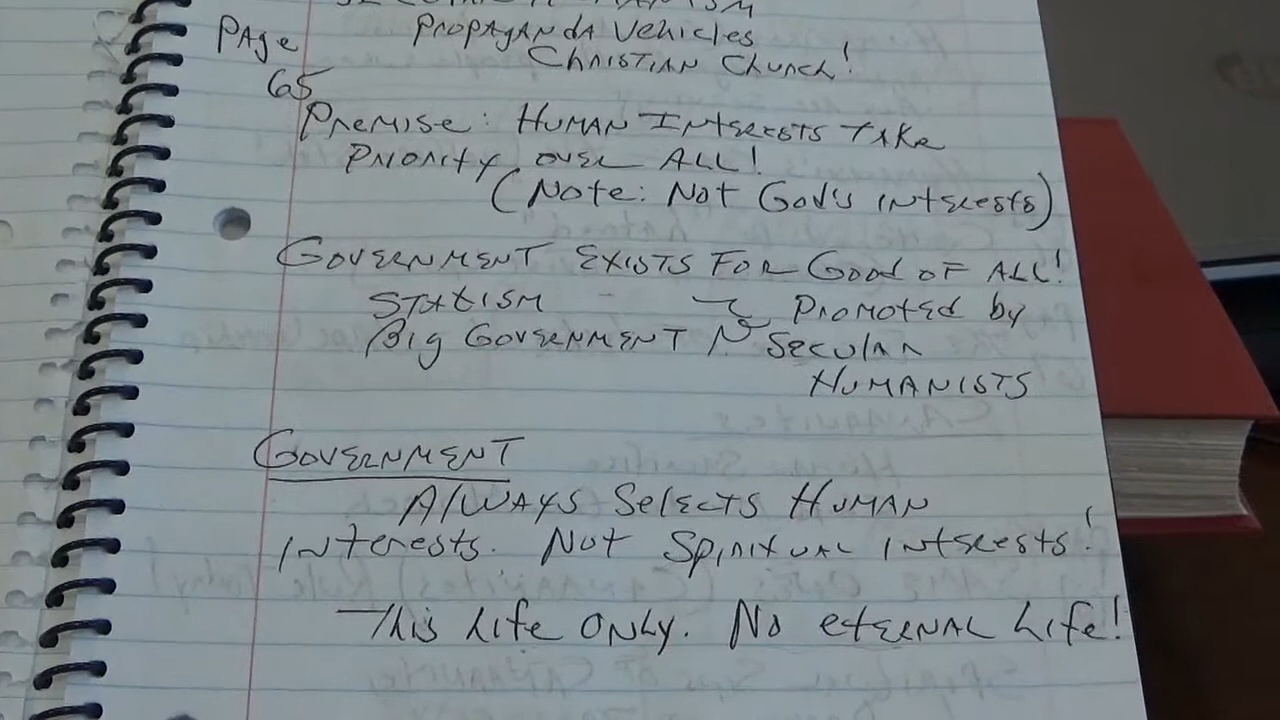 Propaganda Vehicles
Page
Christian Church!
65
Premise: Human Interests Take
Priority over All!
(Note: Not God's interests)
Government exists for Good of All!
Statism
Promoted by
Big Government
Secular
Humanists
Government
Always Selects Human
interests. Not Spiritual interests!
This Life Only. No eternal Life!